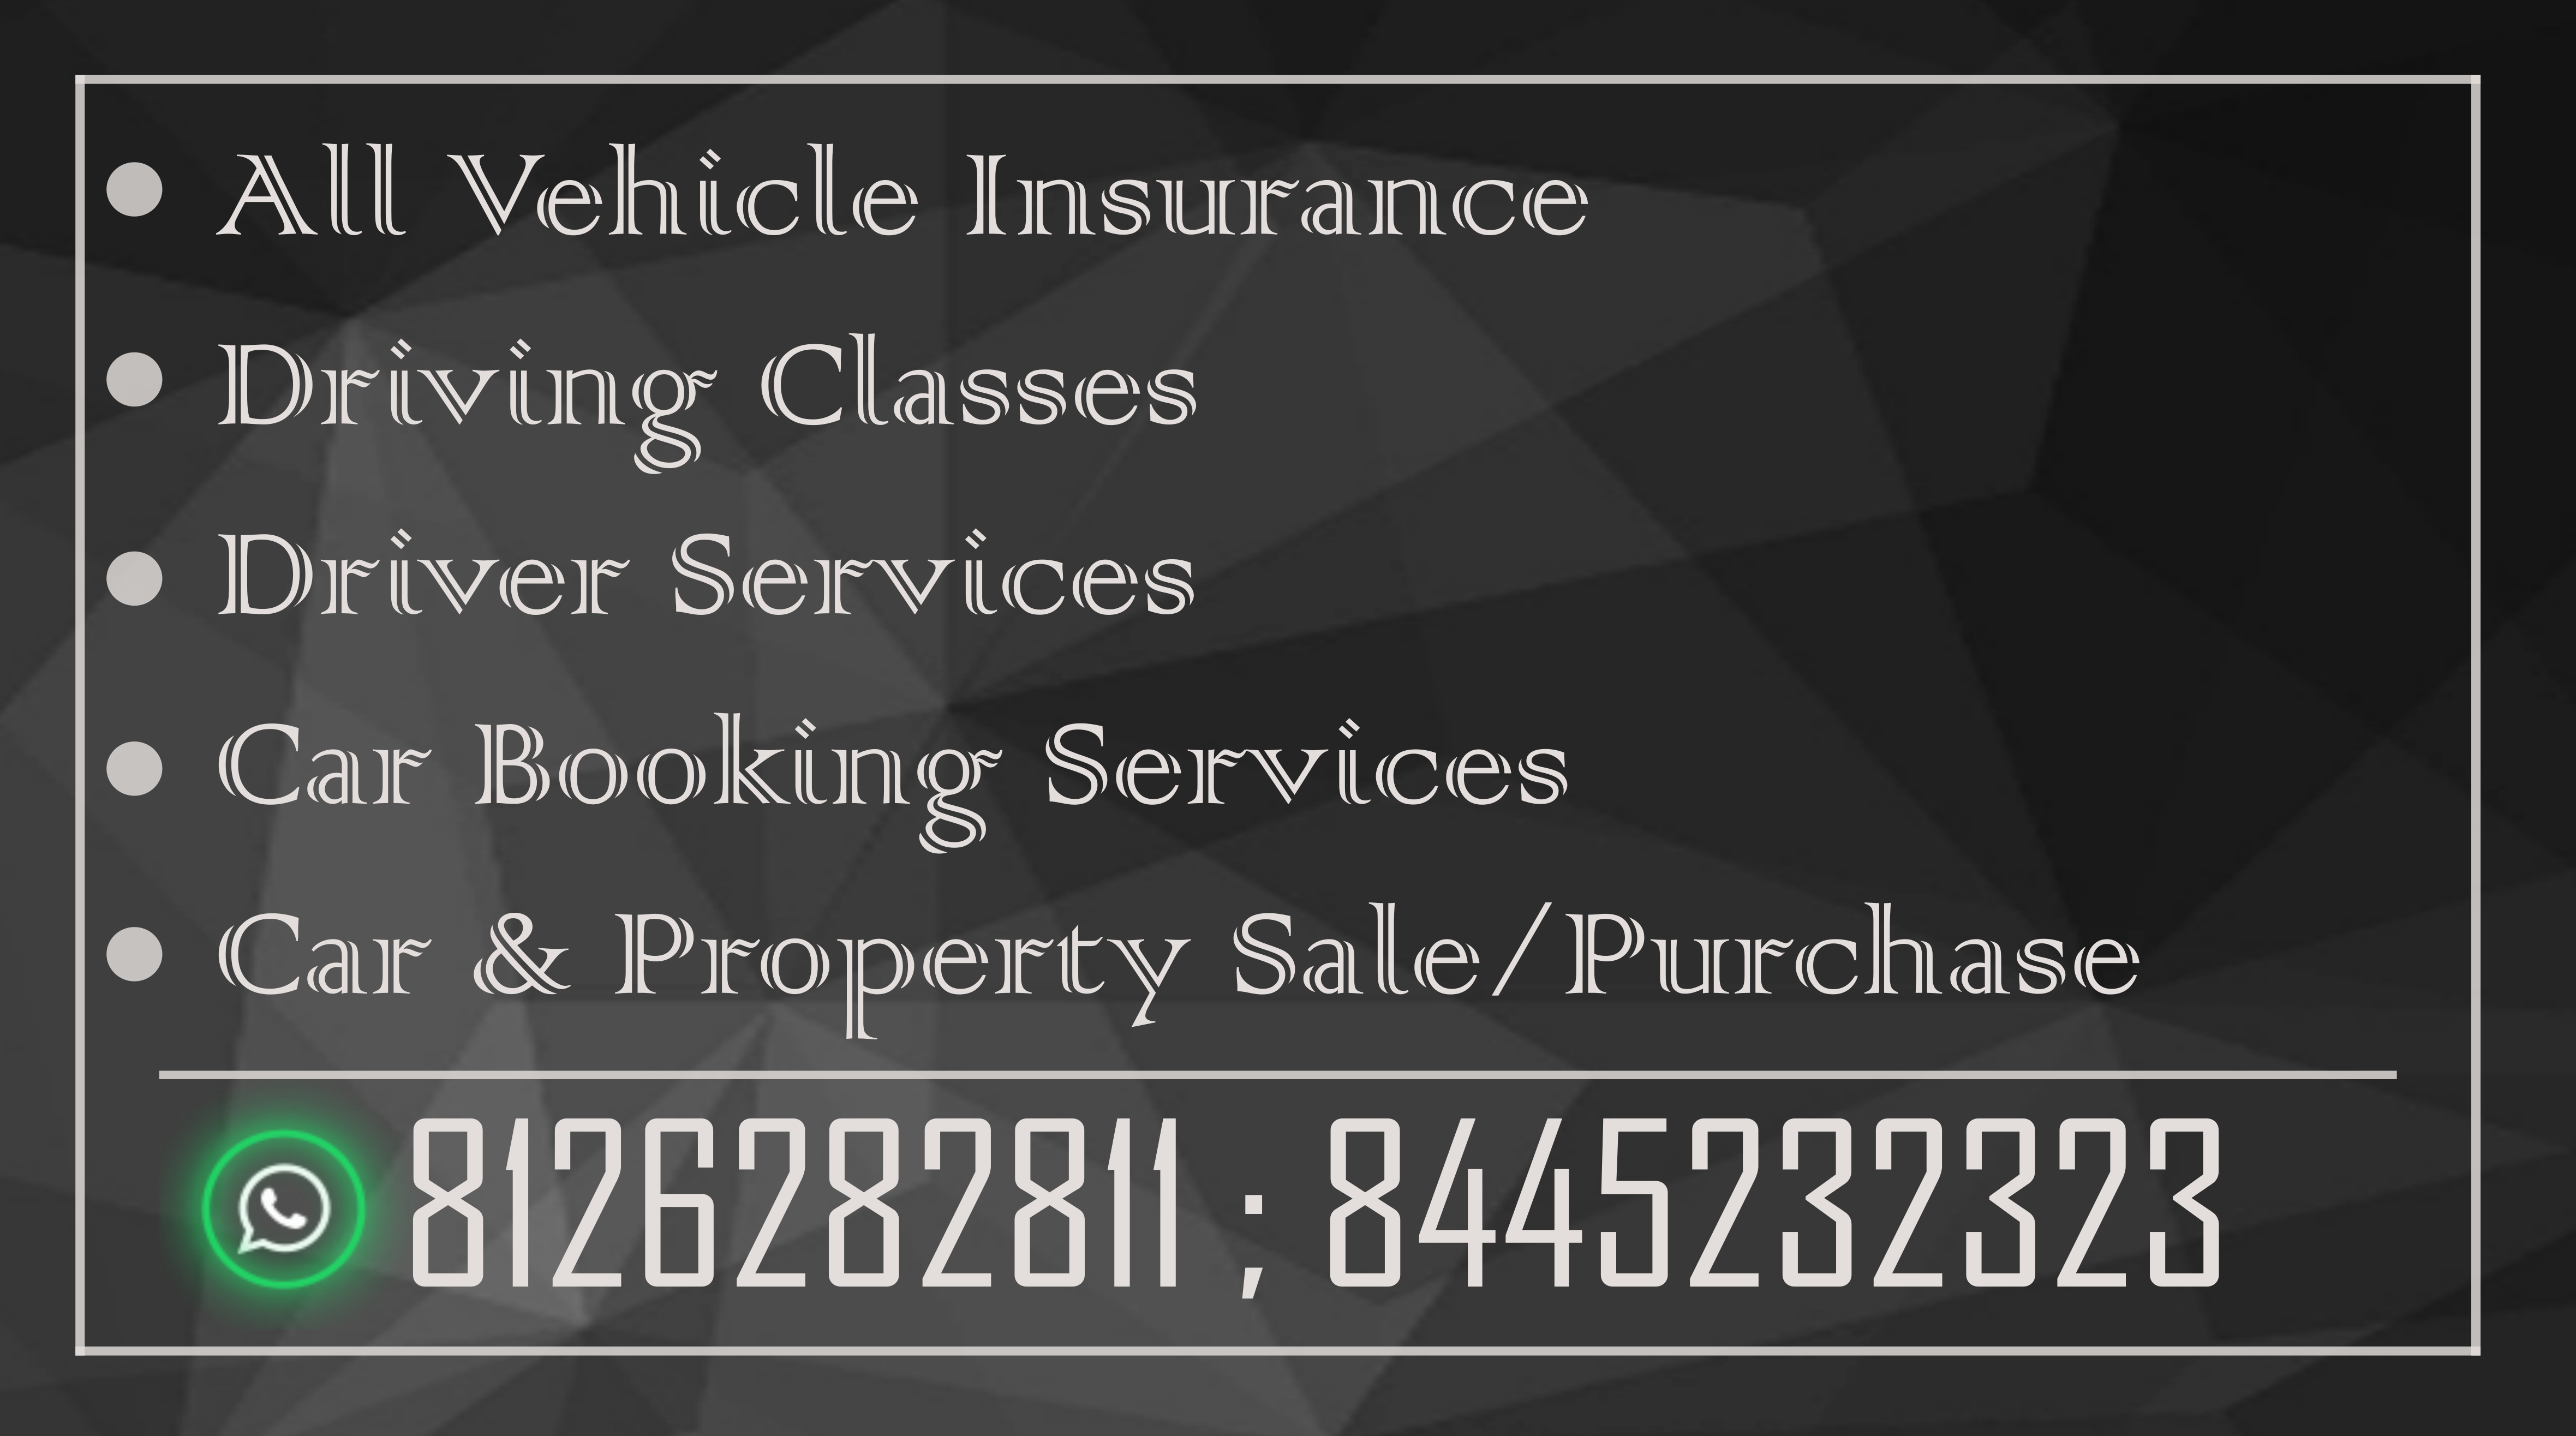 • All Vehicle Insurance
• Driving Classes
• Driver Services
• Car Booking Services
• Car & Property Sale/Purchase
8126282811 ; 8445232323